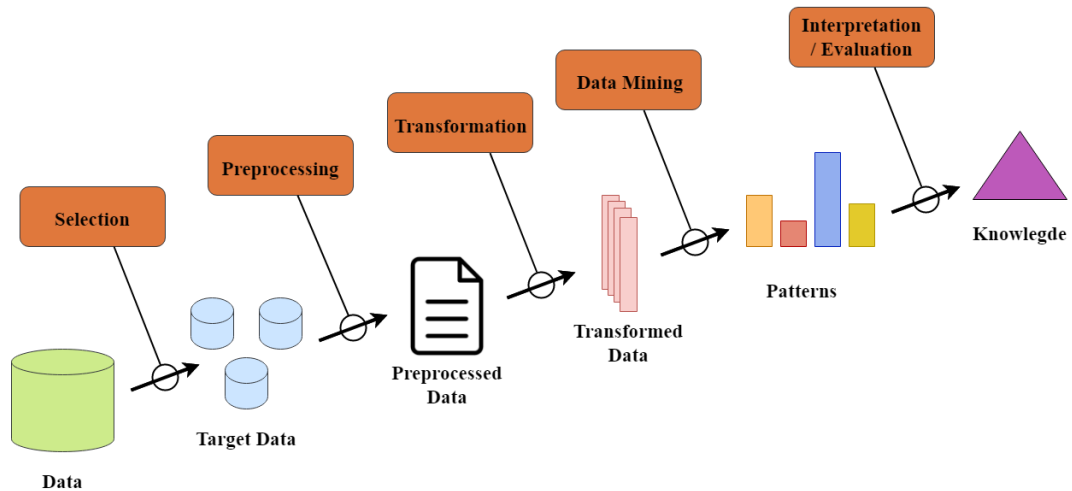 Interpretation
/ Evaluation
Data Mining
Transformation
Preprocessing
Selection
Knowlegde
Patterns
Transformed
Data
Preprocessed
Data
Target Data
Data